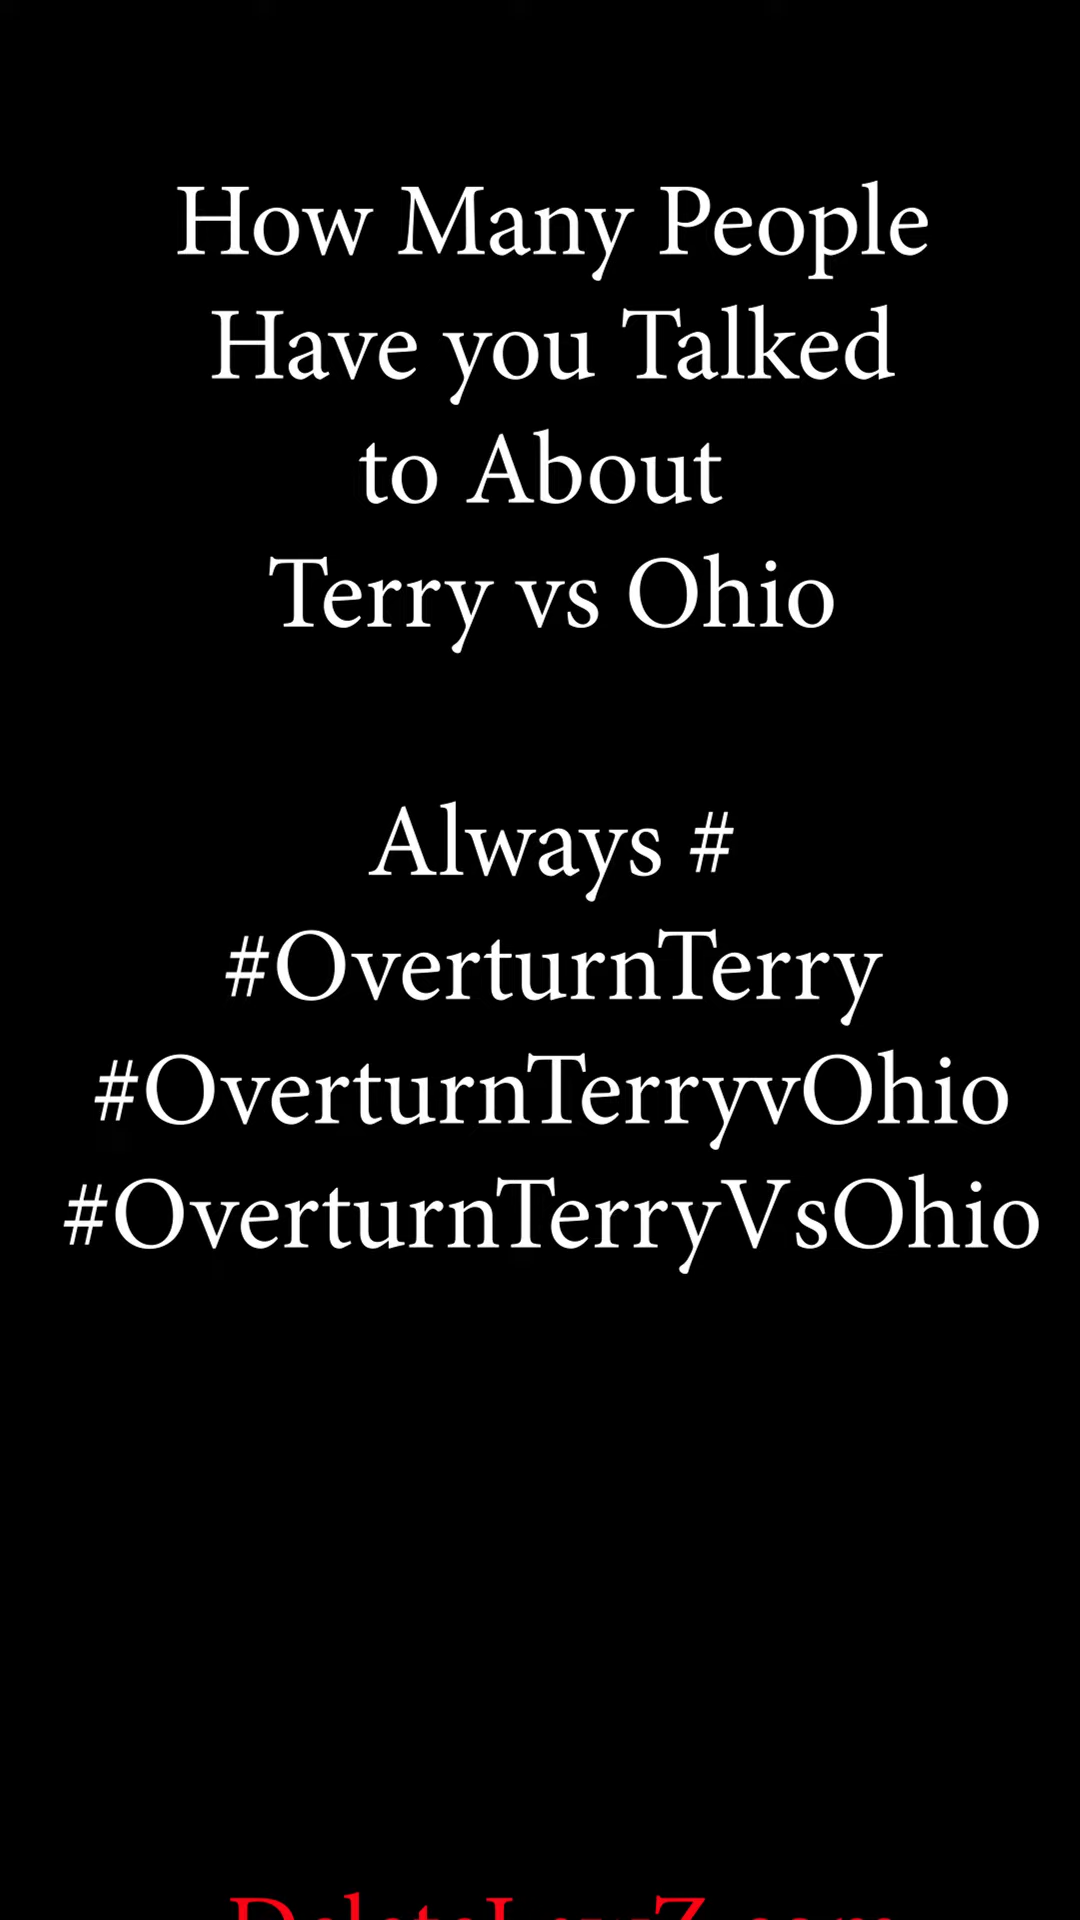 How Many People
Have you Talked
to About
Terry vs Ohio
Always #
#OverturnTerry
#OverturnTerryvOhio
#OverturnTerryVsOhio